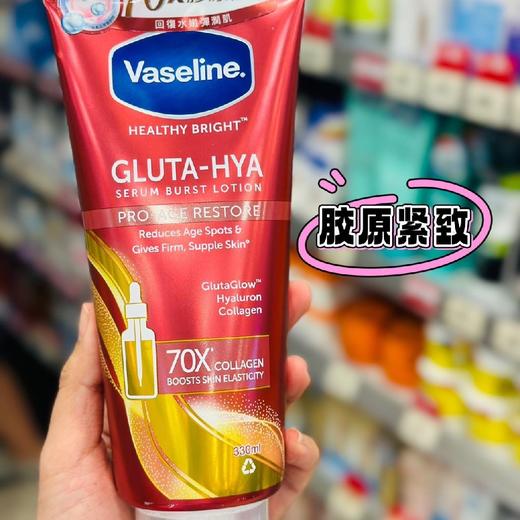 回復水嫩彈潤肌
Vaseline.
HEALTHY BRIGHT™
GLUTA-HYA
SERUM BURST LOTION
PRO-AGE RESTORE
Reduces Age Spots &
Gives Firm, Supple Skin°
胶原紧致
GlutaGlow™
Hyaluron
Collagen
70X* COLLAGEN
BOOSTS SKIN ELASTICITY
330ml